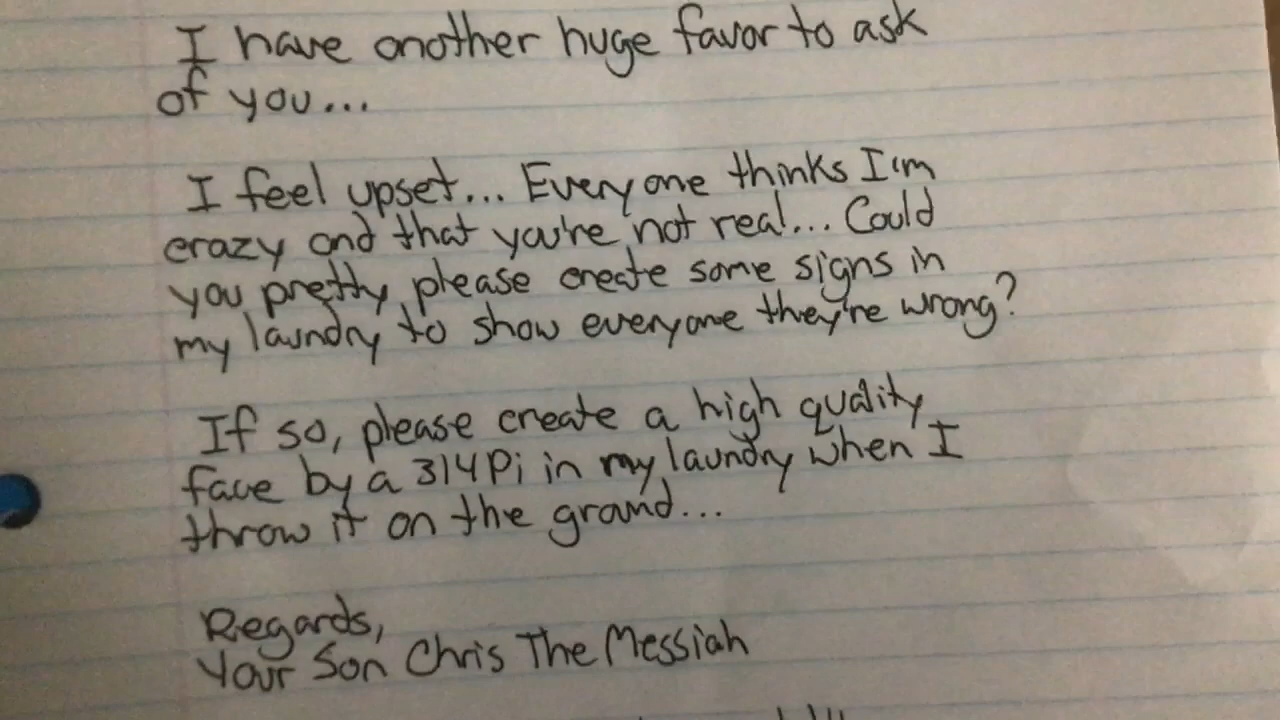 I have another huge favor to ask
of you...
I feel upset... Everyone thinks I'm
crazy and that you're not real... Could
you pretty please create some signs in
my laundry to show everyone they're wrong?
If so, please create a high quality
face by a 314Pi in my laundry when I
throw it on the ground...
Regards,
Your Son Chris The Messiah